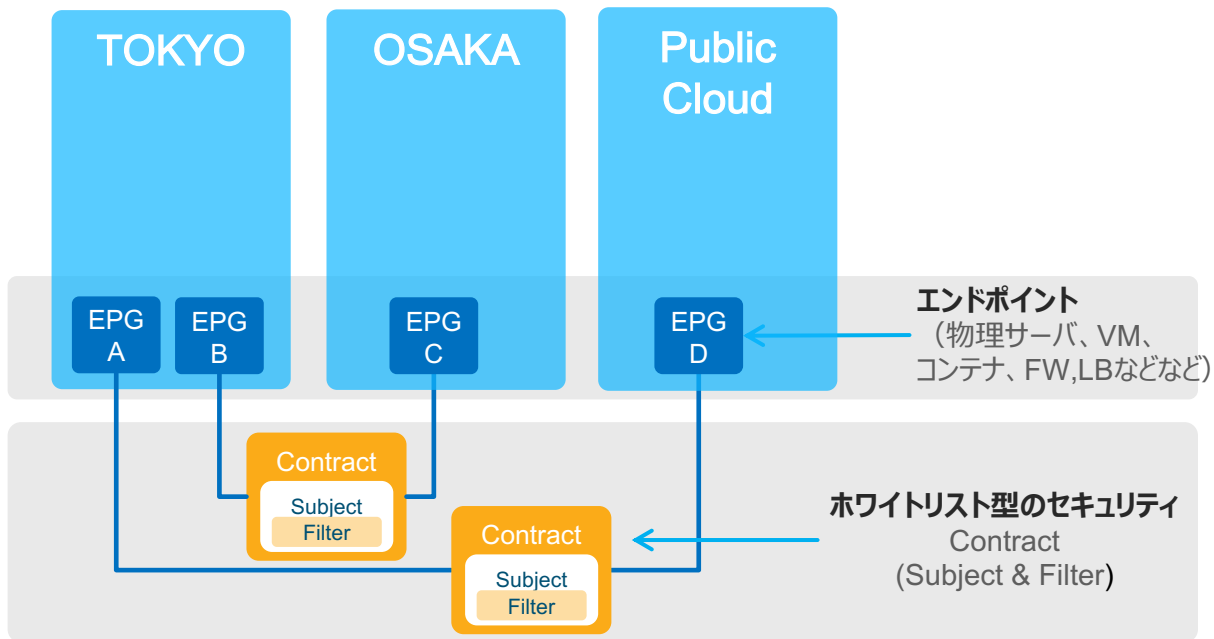 TOKYO
OSAKA
Public
Cloud
EPG
A
EPG
B
EPG
C
EPG
D
エンドポイント
（物理サーバ、VM、
コンテナ、FW,LBなどなど）
Contract
Subject
Filter
Contract
Subject
Filter
ホワイトリスト型のセキュリティ
Contract
(Subject & Filter)